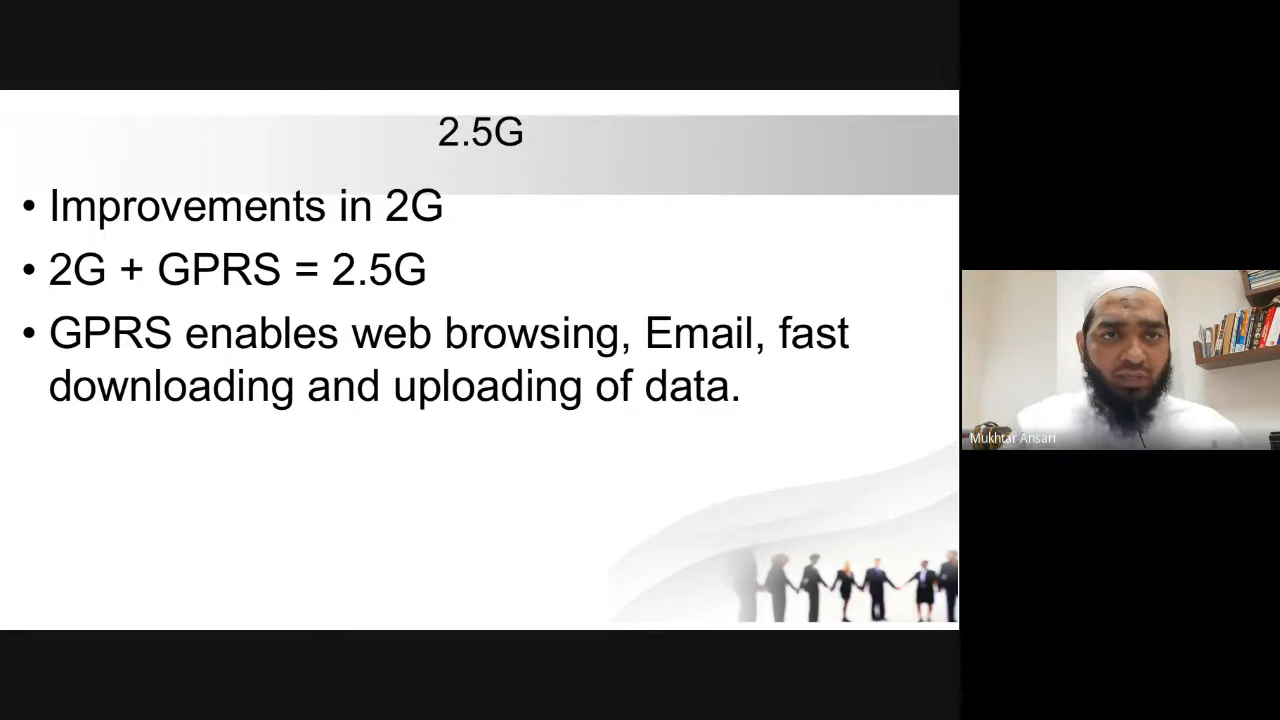 2.5G
• Improvements in 2G
• 2G + GPRS = 2.5G
• GPRS enables web browsing, Email, fast
downloading and uploading of data.
Mukhtar Ansari